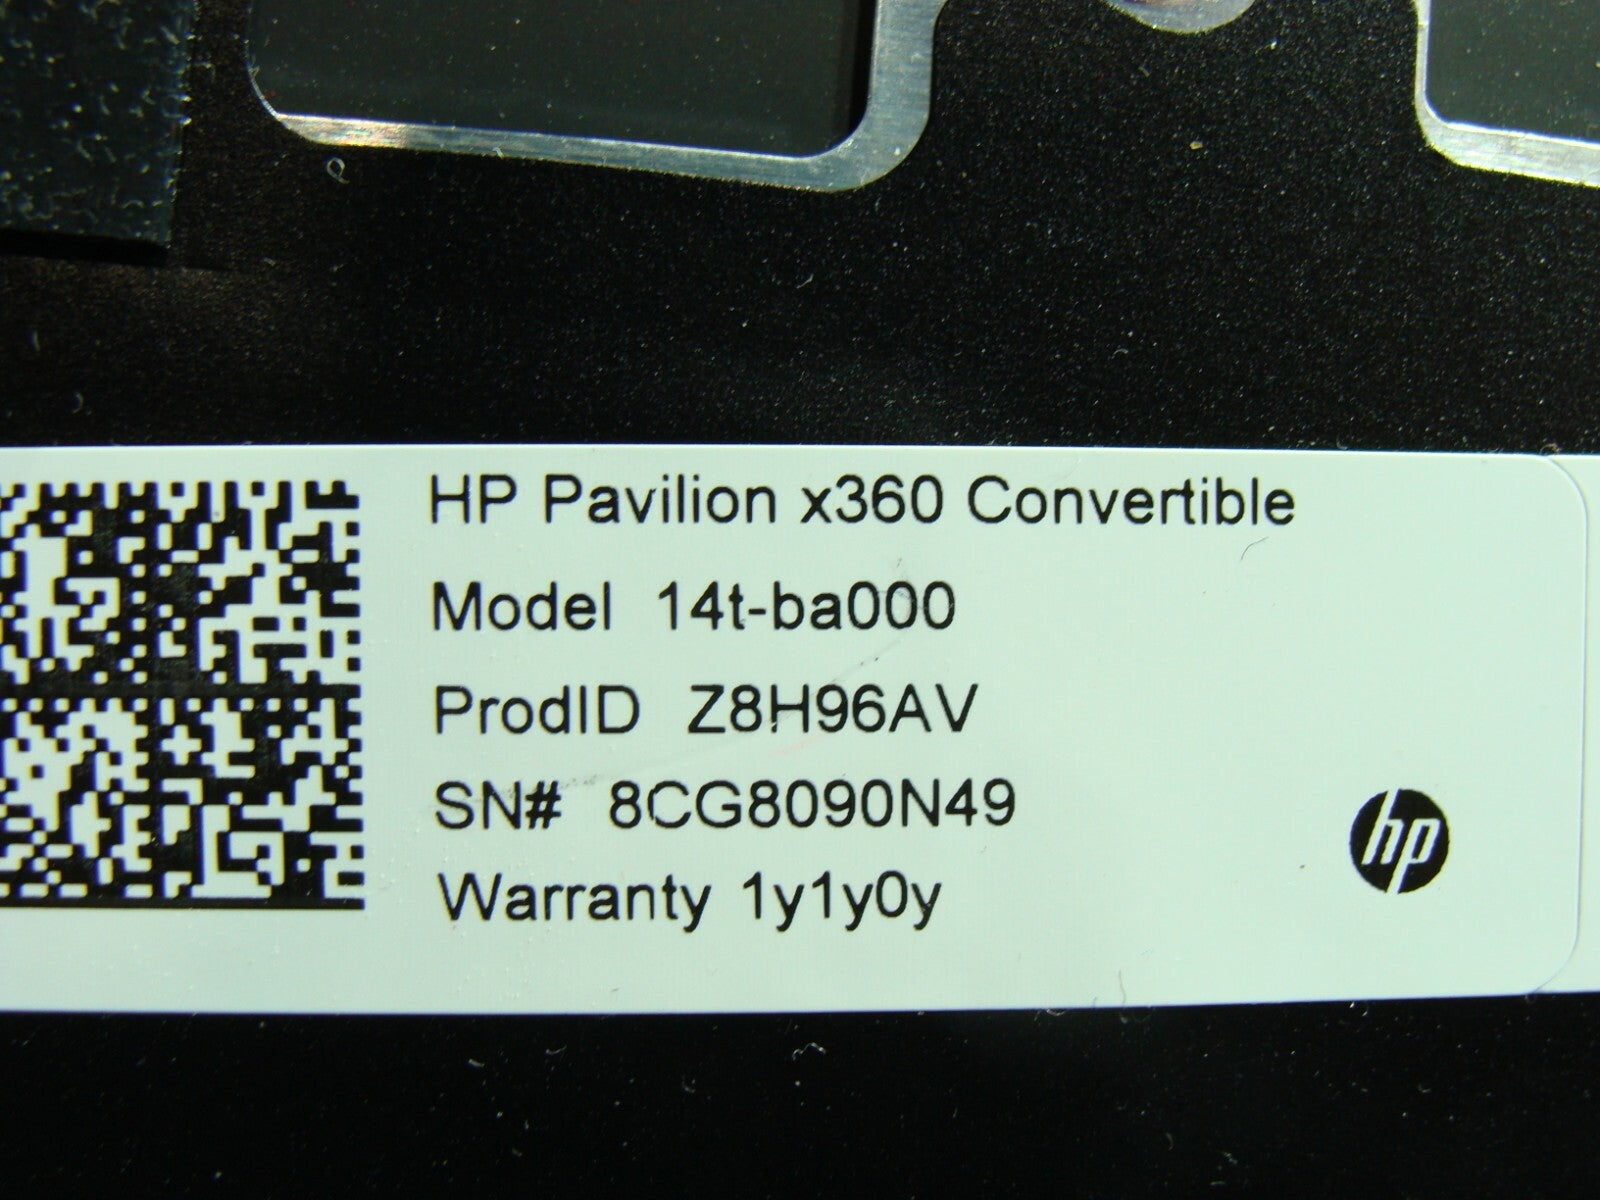 HP Pavilion x360 Convertible
Model 14t-ba000
ProdID Z8H96AV
SN# 8CG8090N49
Warranty 1y1y0y
hp